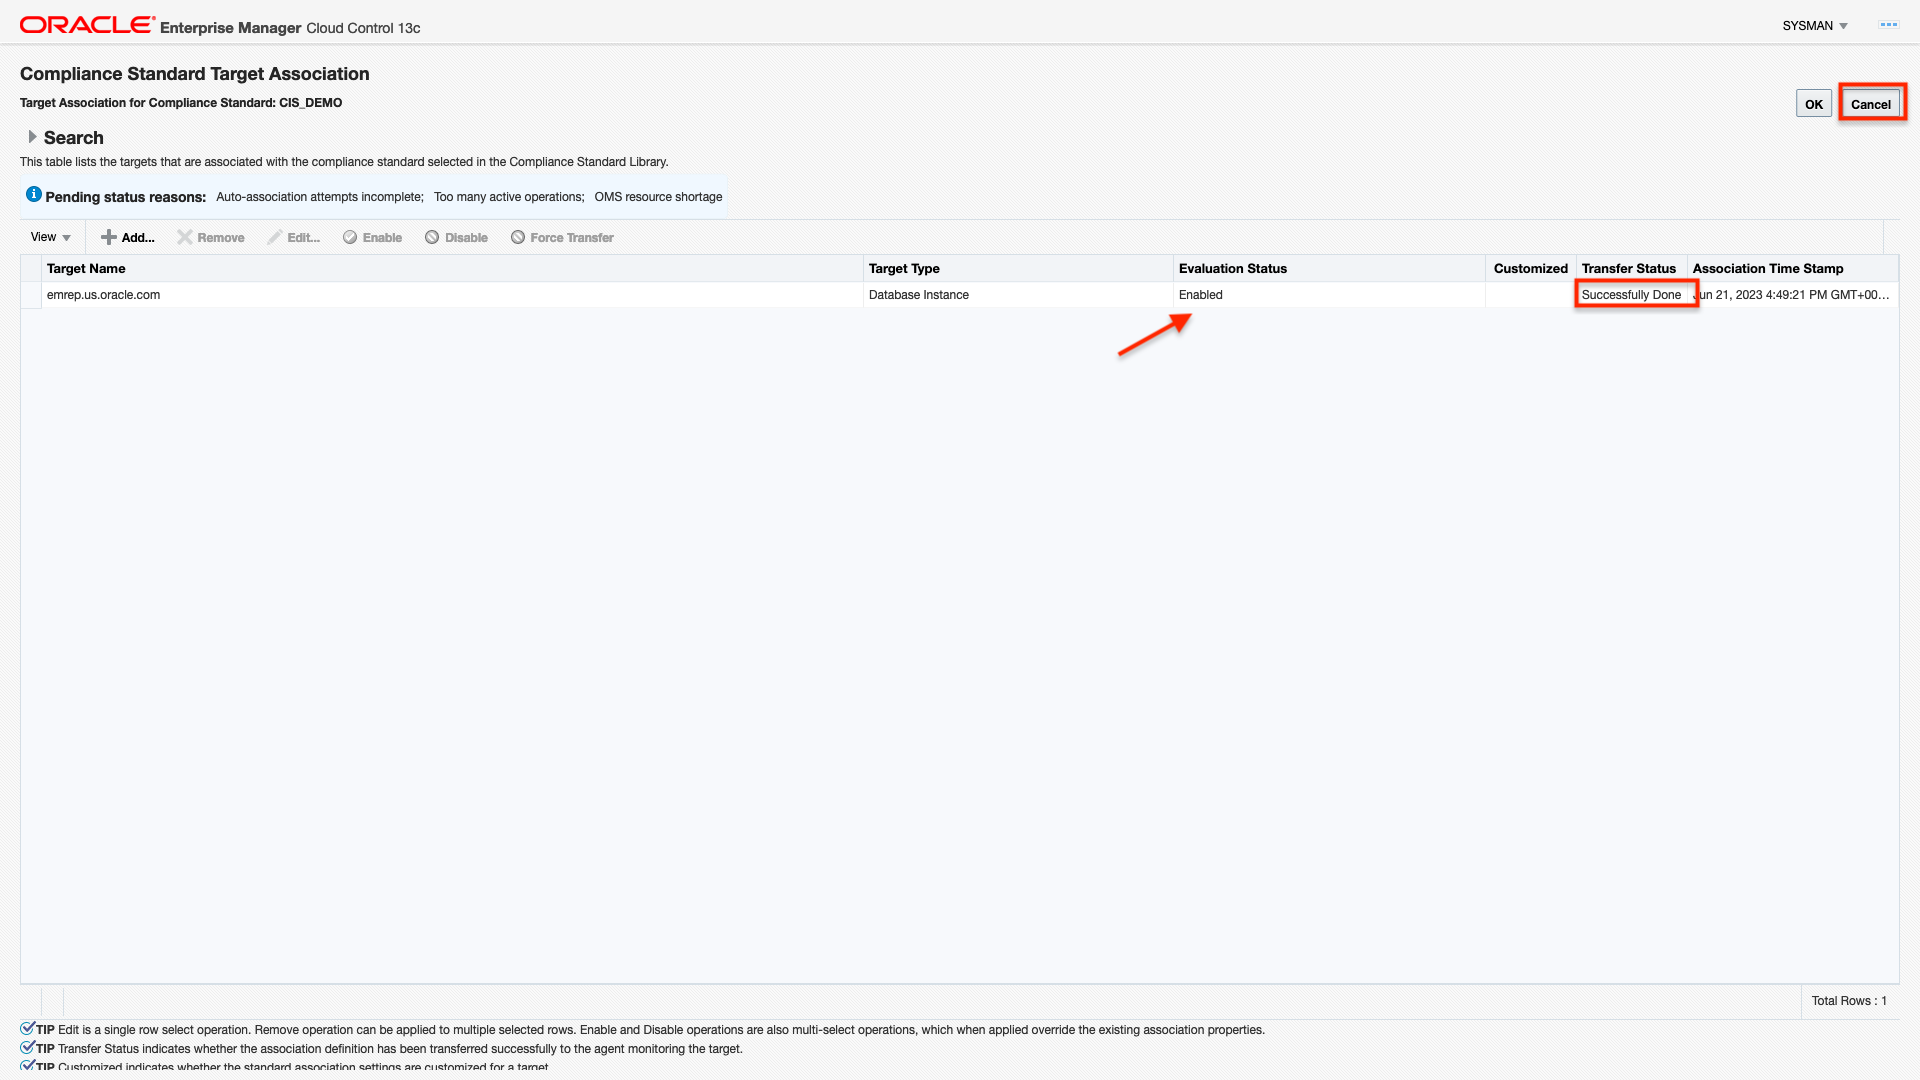 ORACLE Enterprise Manager Cloud Control 13c
SYSMAN
Compliance Standard Target Association
Target Association for Compliance Standard: CIS_DEMO
OK Cancel
Search
This table lists the targets that are associated with the compliance standard selected in the Compliance Standard Library.
Pending status reasons: Auto-association attempts incomplete; Too many active operations; OMS resource shortage
View Add... Remove Edit... Enable Disable Force Transfer
Target Name Target Type Evaluation Status Customized Transfer Status Association Time Stamp
emrep.us.oracle.com Database Instance Enabled Successfully Done Jun 21, 2023 4:49:21 PM GMT+00...
Total Rows : 1
TIP Edit is a single row select operation. Remove operation can be applied to multiple selected rows. Enable and Disable operations are also multi-select operations, which when applied override the existing association properties.
TIP Transfer Status indicates whether the association definition has been transferred successfully to the agent monitoring the target.
TIP Customized indicates whether the standard association settings are customized for a target.